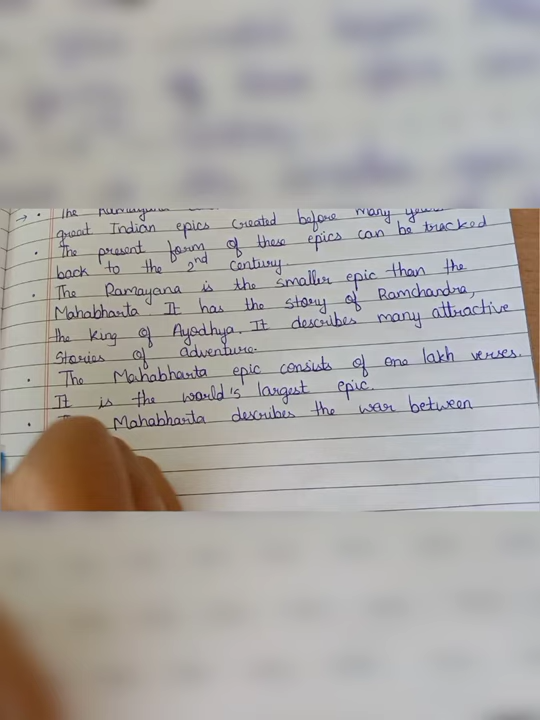 → • The Ramayana
great Indian epics created before many years
• The present form of these epics can be tracked
back to the 2nd century.
• The Ramayana is the smaller epic than the
Mahabharta. It has the story of Ramchandra,
the king of Ayodhya. It describes many attractive
stories of adventure.
• The Mahabharta epic consists of one lakh verses.
It is the world's largest epic.
• Mahabharta describes the war between